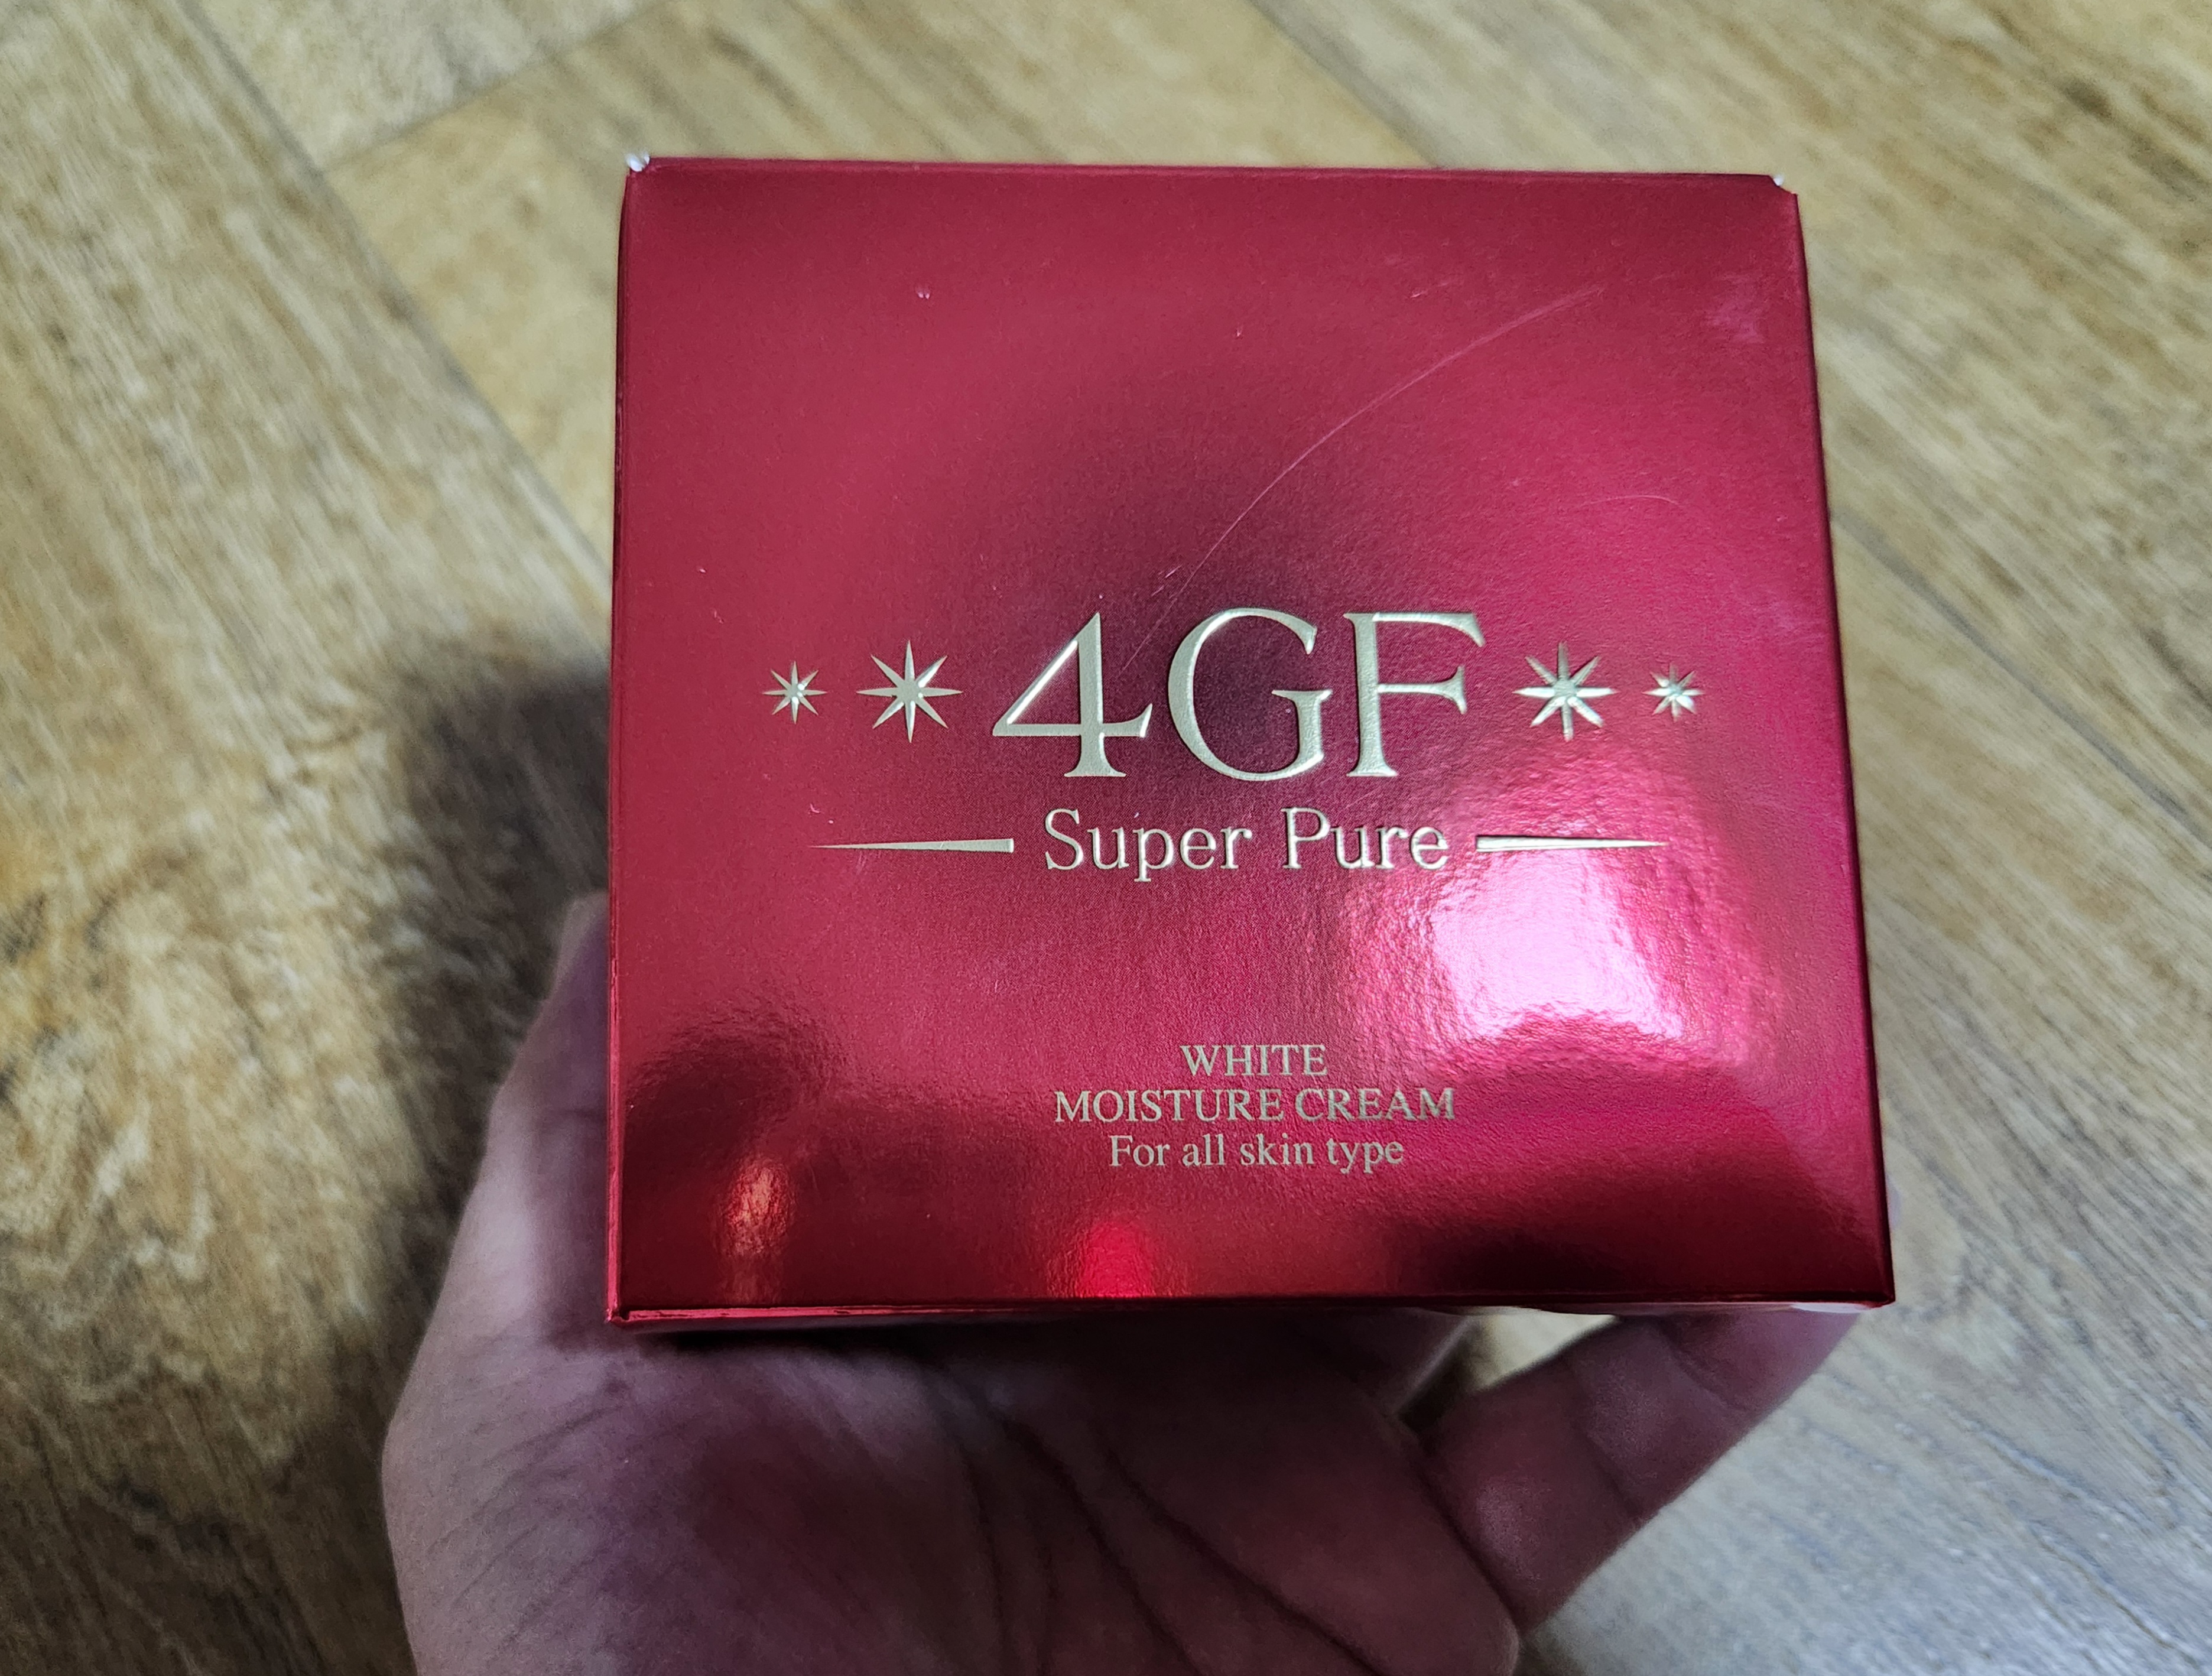 4GF
Super Pure
WHITE
MOISTURE CREAM
For all skin type